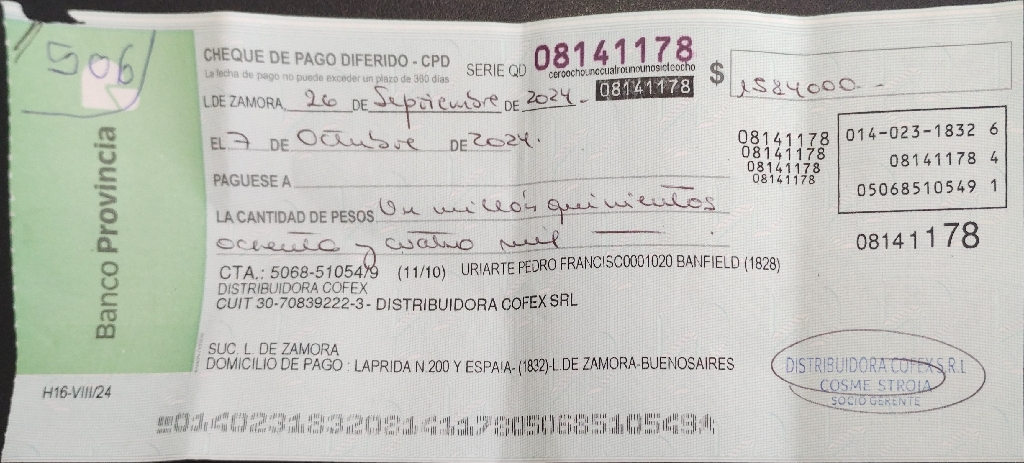 506
Banco Provincia
H16-VIII/24
CHEQUE DE PAGO DIFERIDO - CPD
La fecha de pago no puede exceder un plazo de 360 días
SERIE QD 08141178
cerochounocuatrounounosieteocho
08141178
$ 1584000.-
L.DE ZAMORA 26 DE Septiembre DE 2024.-
EL 7 DE Octubre DE 2024.
PAGUESE A
LA CANTIDAD DE PESOS Un millón quinientos
ochenta y cuatro mil
08141178
08141178
08141178
08141178
014-023-1832 6
08141178 4
05068510549 1
08141178
CTA.: 5068-51054/9 (11/10) URIARTE PEDRO FRANCISCO0001020 BANFIELD (1828)
DISTRIBUIDORA COFEX
CUIT 30-70839222-3- DISTRIBUIDORA COFEX SRL
SUC. L. DE ZAMORA
DOMICILIO DE PAGO : LAPRIDA N 200 Y ESPAIA- (1832)-L.DE ZAMORA-BUENOSAIRES
DISTRIBUIDORA COFEX S.R.L
COSME STROIA
SOCIO GERENTE
01402318320814117805068510549